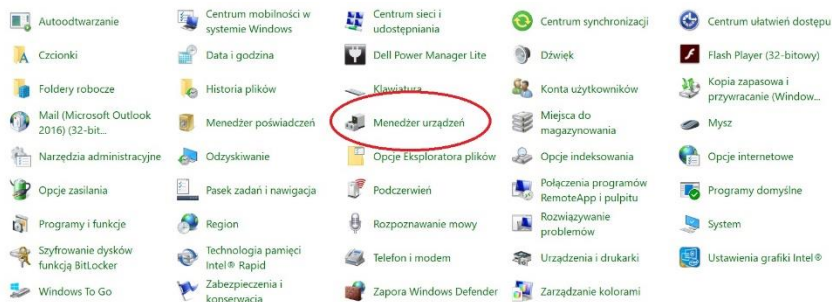 Autoodtwarzanie
Centrum mobilności w
systemie Windows
Centrum sieci i
udostępniania
Centrum synchronizacji
Centrum ułatwień dostępu
Czcionki
Data i godzina
Dell Power Manager Lite
Dźwięk
Flash Player (32-bitowy)
Foldery robocze
Historia plików
Klawiatura
Konta użytkowników
Kopia zapasowa i
przywracanie (Window...
Mail (Microsoft Outlook
2016) (32-bit...
Menedżer poświadczeń
Menedżer urządzeń
Miejsca do
magazynowania
Mysz
Narzędzia administracyjne
Odzyskiwanie
Opcje Eksploratora plików
Opcje indeksowania
Opcje internetowe
Opcje zasilania
Pasek zadań i nawigacja
Podczerwień
Połączenia programów
RemoteApp i pulpitu
Programy domyślne
Programy i funkcje
Region
Rozpoznawanie mowy
Rozwiązywanie
problemów
System
Szyfrowanie dysków
funkcją BitLocker
Technologia pamięci
Intel® Rapid
Telefon i modem
Urządzenia i drukarki
Ustawienia grafiki Intel®
Windows To Go
Zabezpieczenia i
konserwacja
Zapora Windows Defender
Zarządzanie kolorami